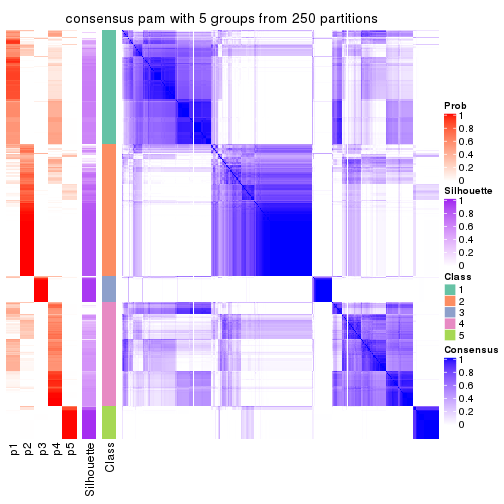 consensus pam with 5 groups from 250 partitions
Prob
1
0.8
0.6
0.4
0.2
0
Silhouette
1
0.8
0.6
0.4
0.2
0
Class
1
2
3
4
5
Consensus
1
0.8
0.6
0.4
0.2
0
p1
p2
p3
p4
p5
Silhouette
Class